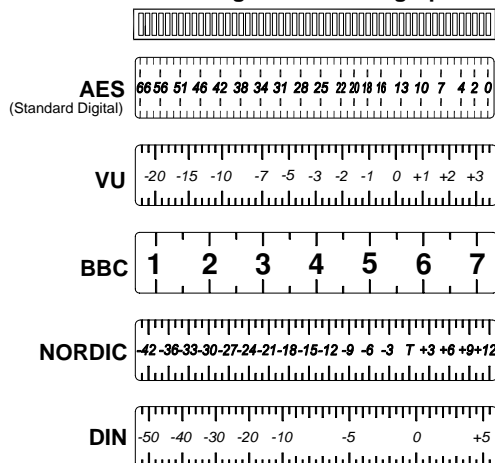 AES 66 56 51 46 42 38 34 31 28 25 22 20 18 16 13 10 7 4 2 0
(Standard Digital)
VU -20 -15 -10 -7 -5 -3 -2 -1 0 +1 +2 +3
BBC 1 2 3 4 5 6 7
NORDIC -42 -36 -33 -30 -27 -24 -21 -18 -15 -12 -9 -6 -3 T +3 +6 +9 +12
DIN -50 -40 -30 -20 -10 -5 0 +5